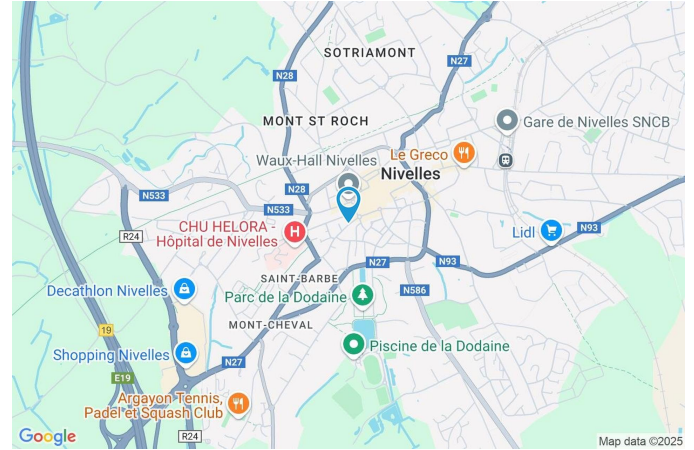 SOTRIAMONT
N27
N28
MONT ST ROCH
Gare de Nivelles SNCB
Waux-Hall Nivelles
Le Greco
Nivelles
N533
N28
N533
R24
CHU HELORA -
Hôpital de Nivelles
Lidl
N93
N27
N93
SAINT-BARBE
Decathlon Nivelles
Parc de la Dodaine
N586
MONT-CHEVAL
19
Shopping Nivelles
Piscine de la Dodaine
N27
E19
Argayon Tennis,
Padel et Squash Club
R24
Google
Map data ©2025
H